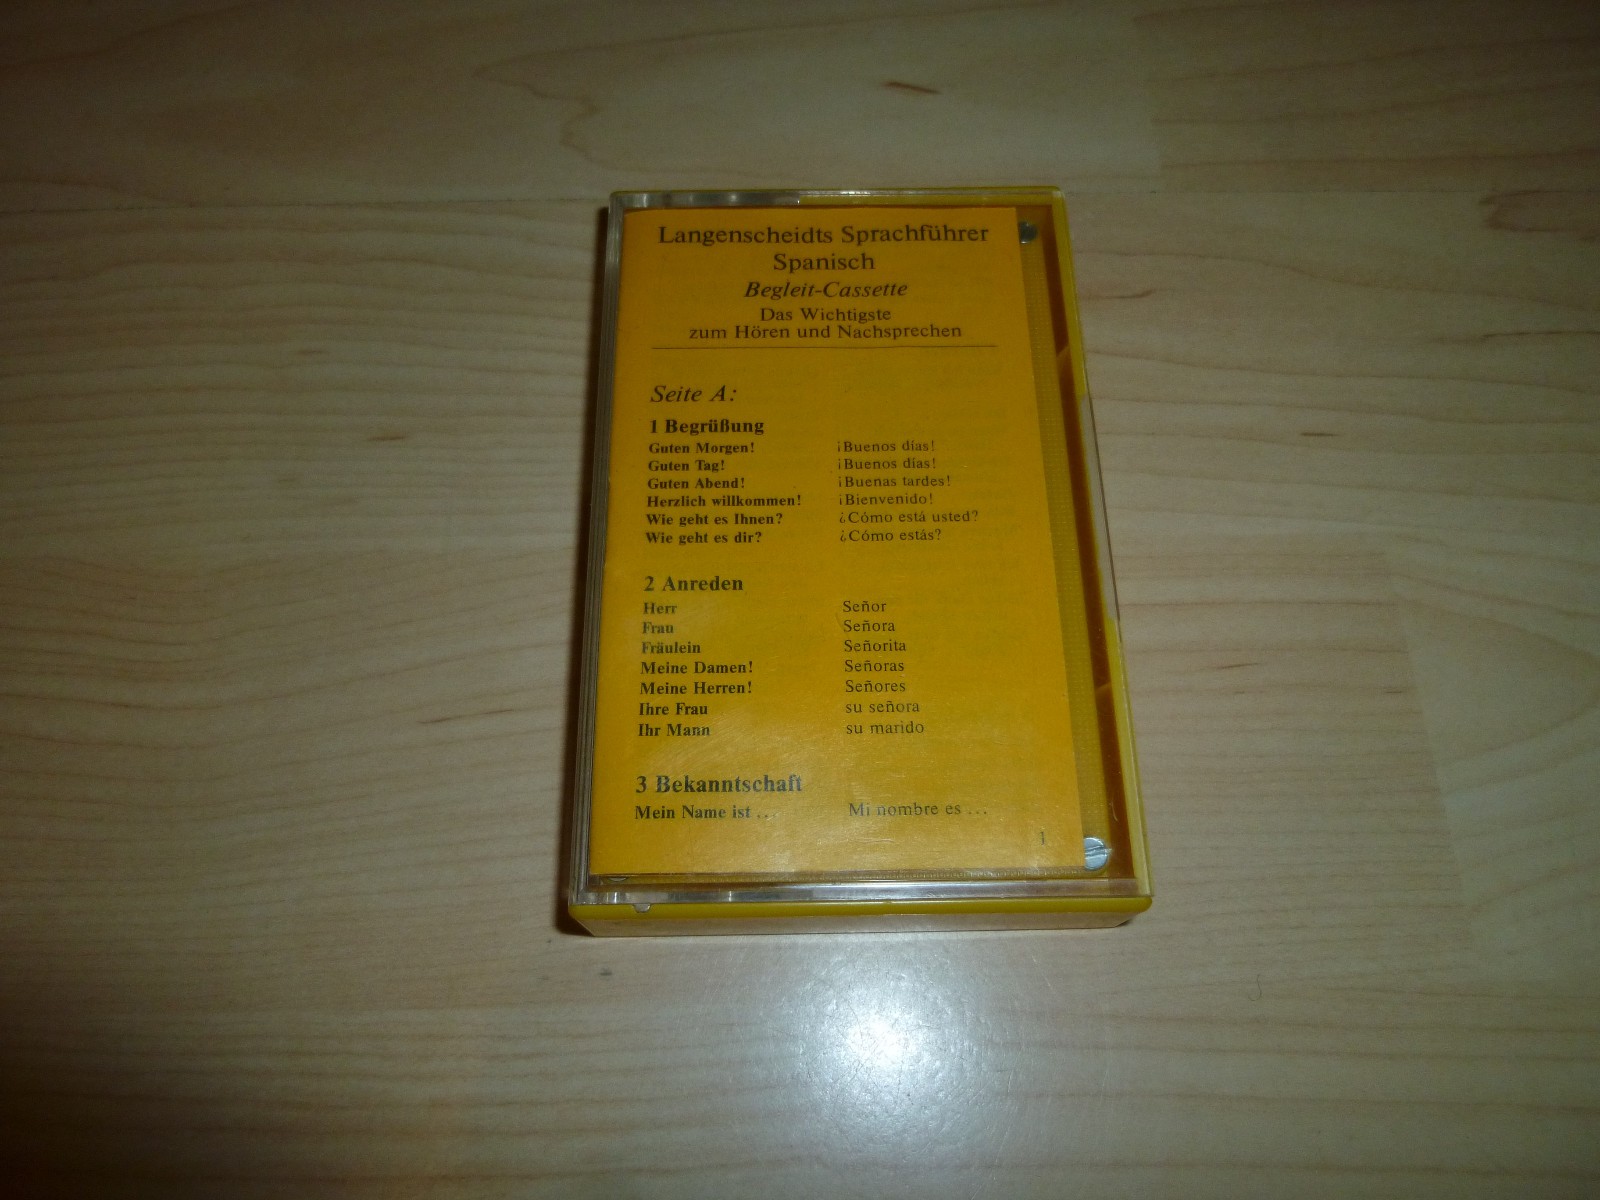 Langenscheidts Sprachführer
Spanisch
Begleit-Cassette
Das Wichtigste
zum Hören und Nachsprechen
Seite A:
1 Begrüßung
Guten Morgen! ¡Buenos días!
Guten Tag! ¡Buenos días!
Guten Abend! ¡Buenas tardes!
Herzlich willkommen! ¡Bienvenido!
Wie geht es Ihnen? ¿Cómo está usted?
Wie geht es dir? ¿Cómo estás?
2 Anreden
Herr Señor
Frau Señora
Fräulein Señorita
Meine Damen! Señoras
Meine Herren! Señores
Ihre Frau su señora
Ihr Mann su marido
3 Bekanntschaft
Mein Name ist ... Mi nombre es ...
1